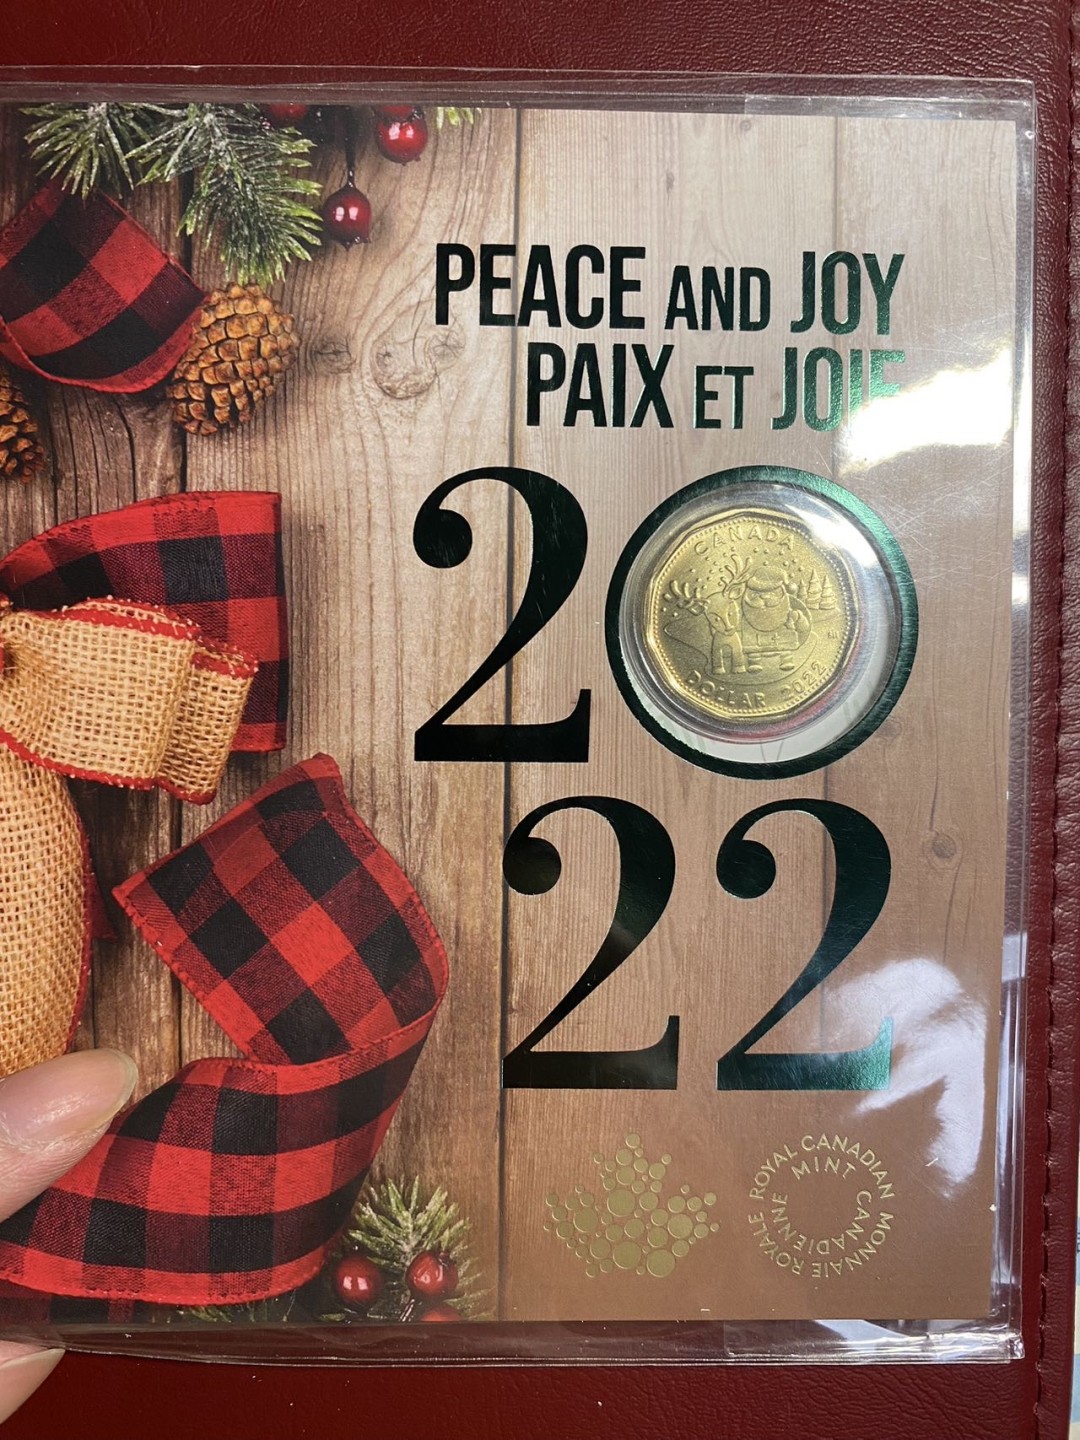 PEACE AND JOY
PAIX ET JOIE
2022
CANADA
DOLLAR 2022
ROYAL CANADIAN MINT
MONNAIE ROYALE CANADIENNE